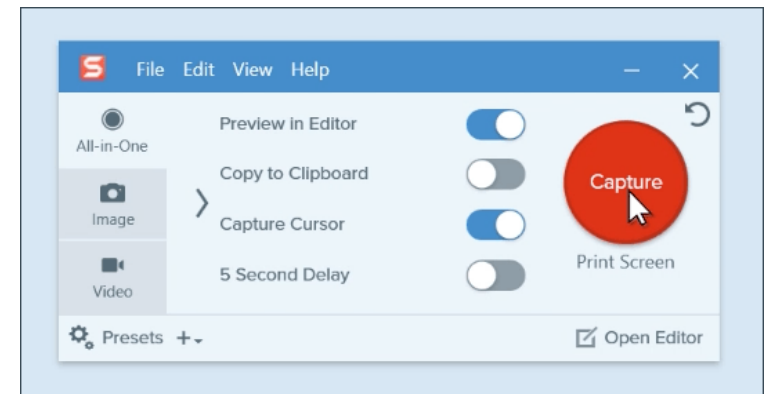 S File Edit View Help
All-in-One
Image
Video
Preview in Editor
Copy to Clipboard
Capture Cursor
5 Second Delay
Capture
Print Screen
Presets
Open Editor